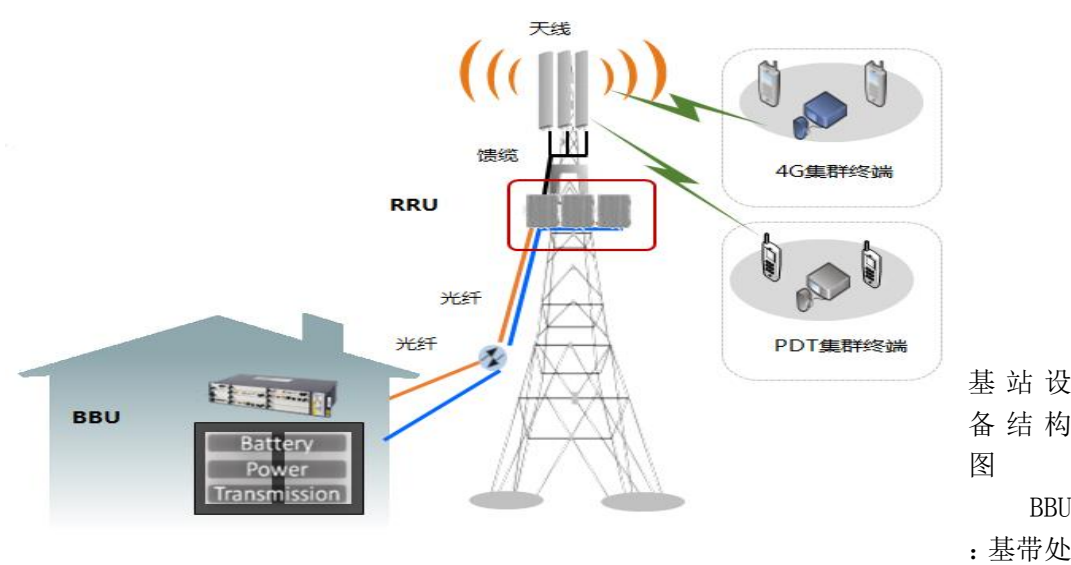 天线
馈缆
4G集群终端
RRU
光纤
光纤
PDT集群终端
BBU
Battery
Power
Transmission
基站设
备结构
图
BBU
：基带处